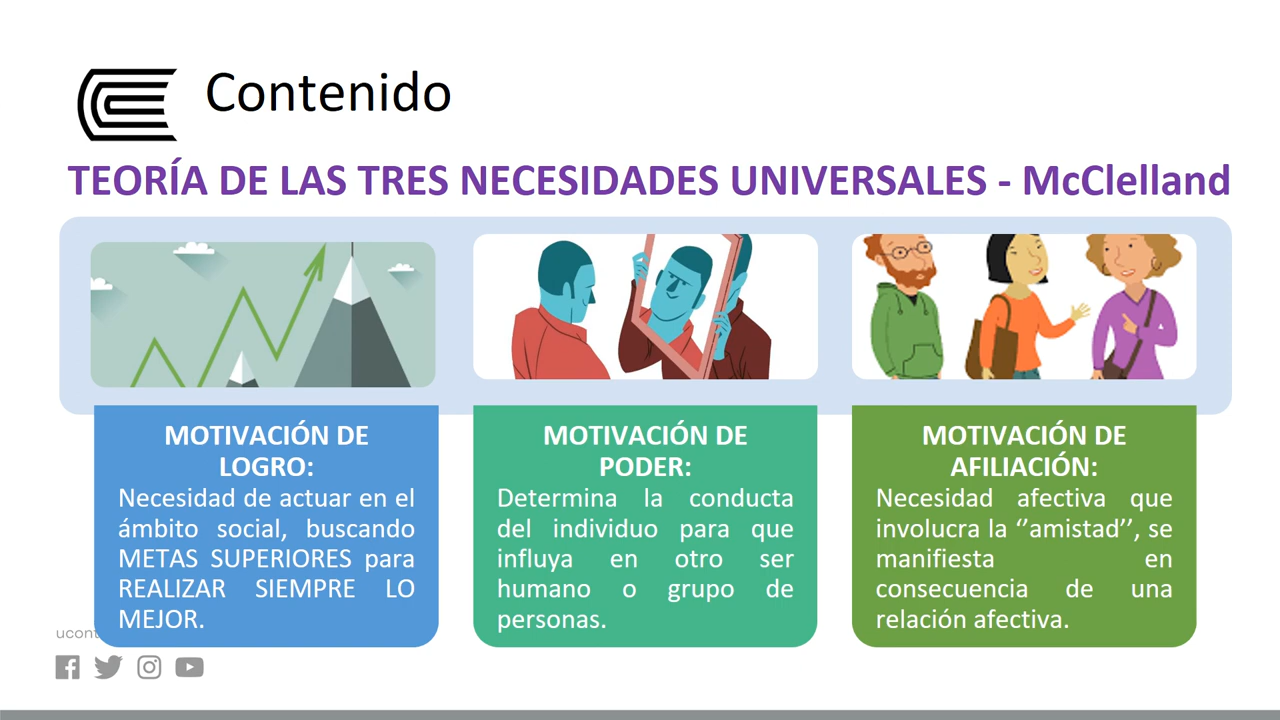 Contenido
TEORÍA DE LAS TRES NECESIDADES UNIVERSALES - McClelland
MOTIVACIÓN DE
LOGRO:
Necesidad de actuar en el
ámbito social, buscando
METAS SUPERIORES para
REALIZAR SIEMPRE LO
MEJOR.
MOTIVACIÓN DE
PODER:
Determina la conducta
del individuo para que
influya en otro ser
humano o grupo de
personas.
MOTIVACIÓN DE
AFILIACIÓN:
Necesidad afectiva que
involucra la ‘’amistad’’, se
manifiesta en
consecuencia de una
relación afectiva.